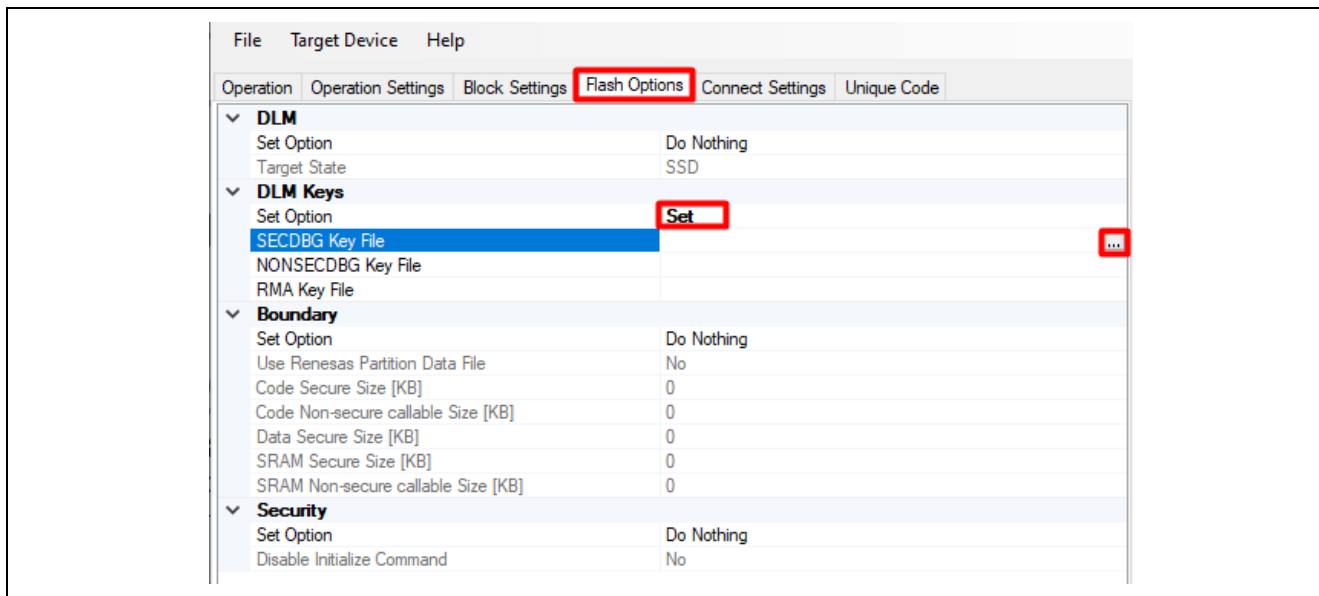 File Target Device Help
Operation Operation Settings Block Settings Flash Options Connect Settings Unique Code
DLM
Set Option Do Nothing
Target State SSD
DLM Keys
Set Option Set
SECDBG Key File ...
NONSECDBG Key File
RMA Key File
Boundary
Set Option Do Nothing
Use Renesas Partition Data File No
Code Secure Size [KB] 0
Code Non-secure callable Size [KB] 0
Data Secure Size [KB] 0
SRAM Secure Size [KB] 0
SRAM Non-secure callable Size [KB] 0
Security
Set Option Do Nothing
Disable Initialize Command No